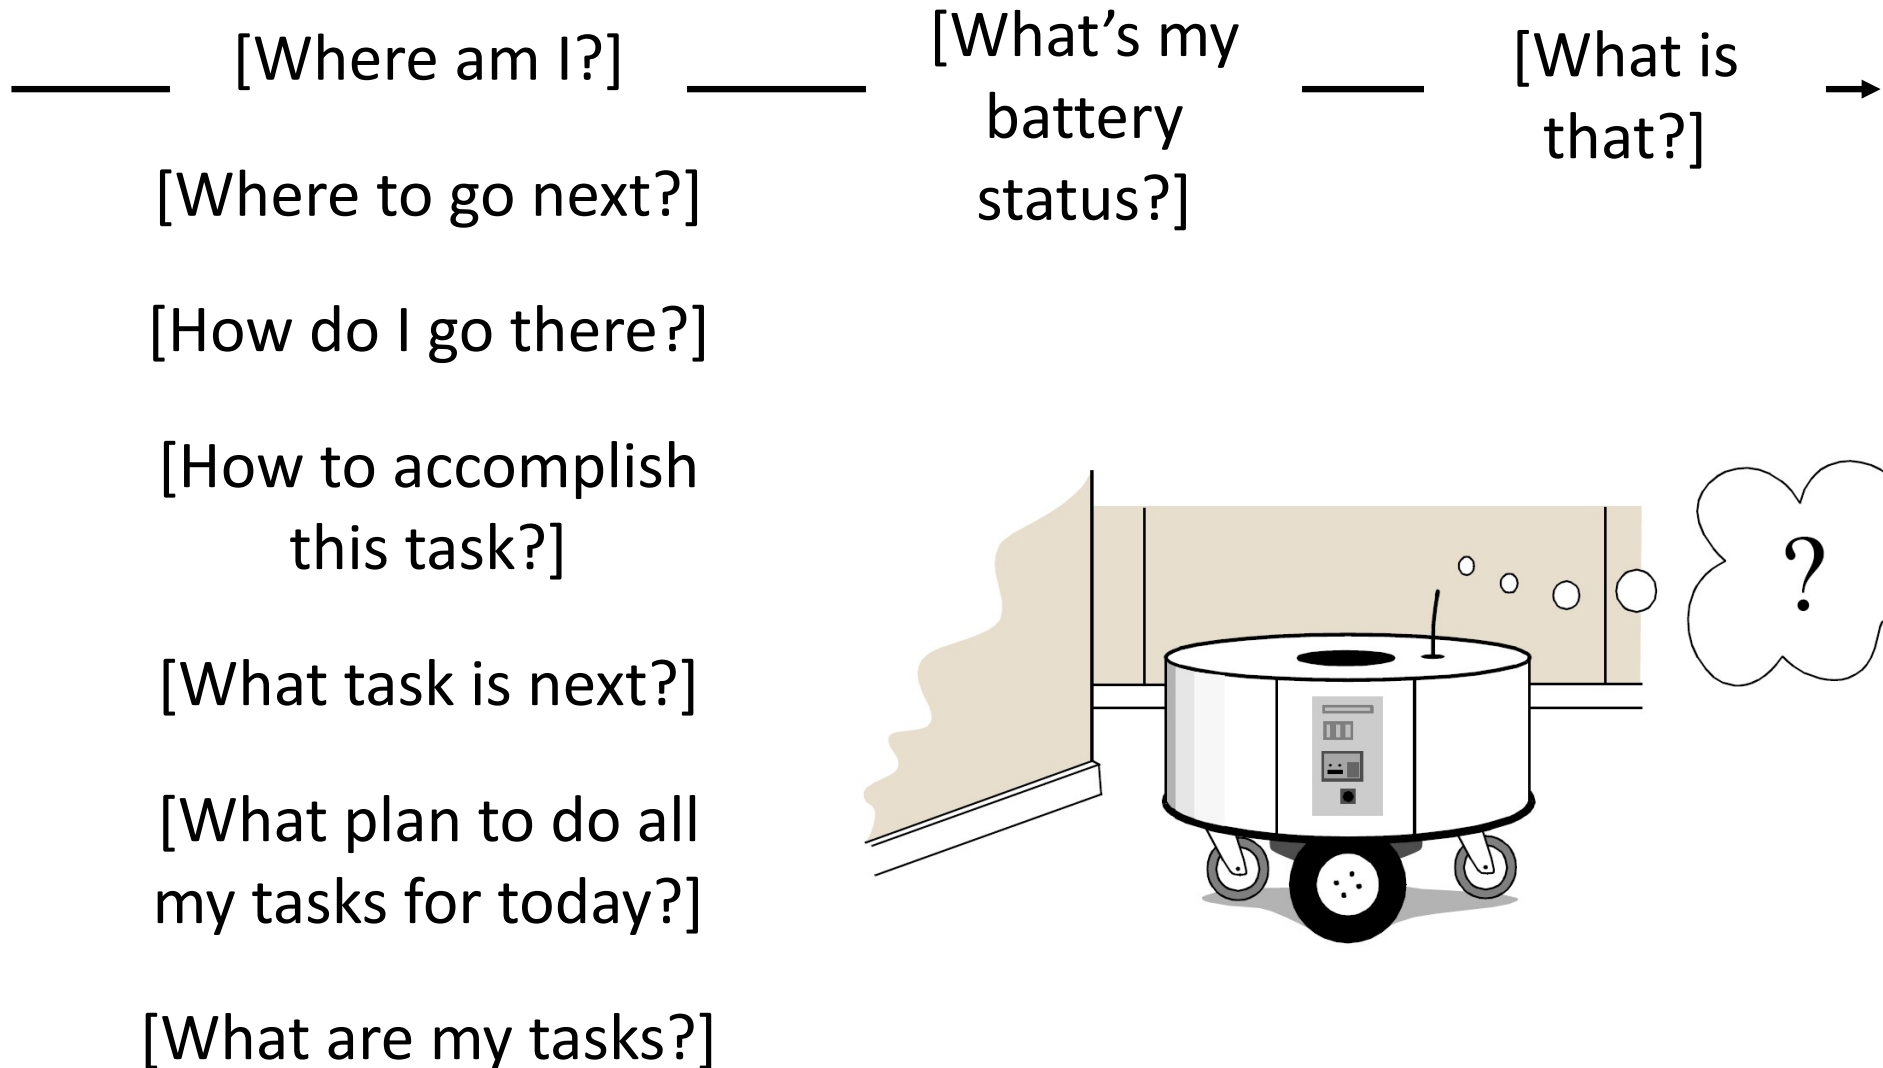 [Where am I?]
[Where to go next?]
[How do I go there?]
[How to accomplish
this task?]
[What task is next?]
[What plan to do all
my tasks for today?]
[What are my tasks?]
[What’s my
battery
status?]
[What is
that?]
?